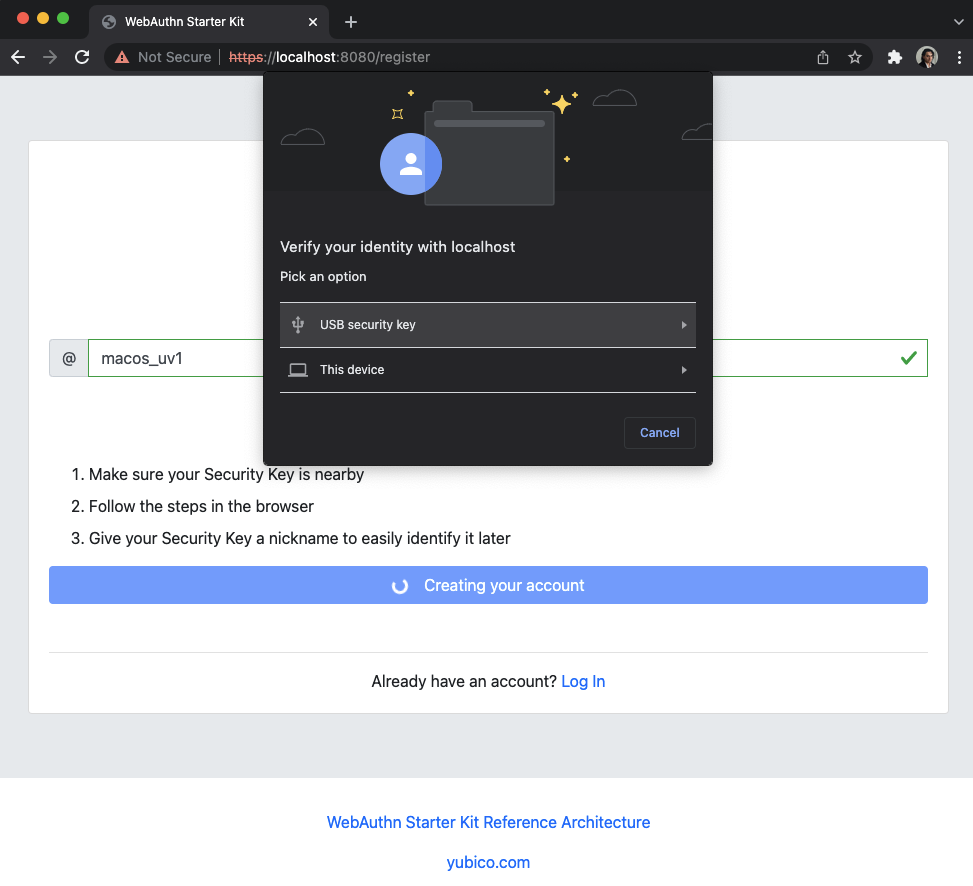 WebAuthn Starter Kit
Not Secure | https://localhost:8080/register
Verify your identity with localhost
Pick an option
USB security key
This device
Cancel
@ macos_uv1
1. Make sure your Security Key is nearby
2. Follow the steps in the browser
3. Give your Security Key a nickname to easily identify it later
Creating your account
Already have an account? Log In
WebAuthn Starter Kit Reference Architecture
yubico.com